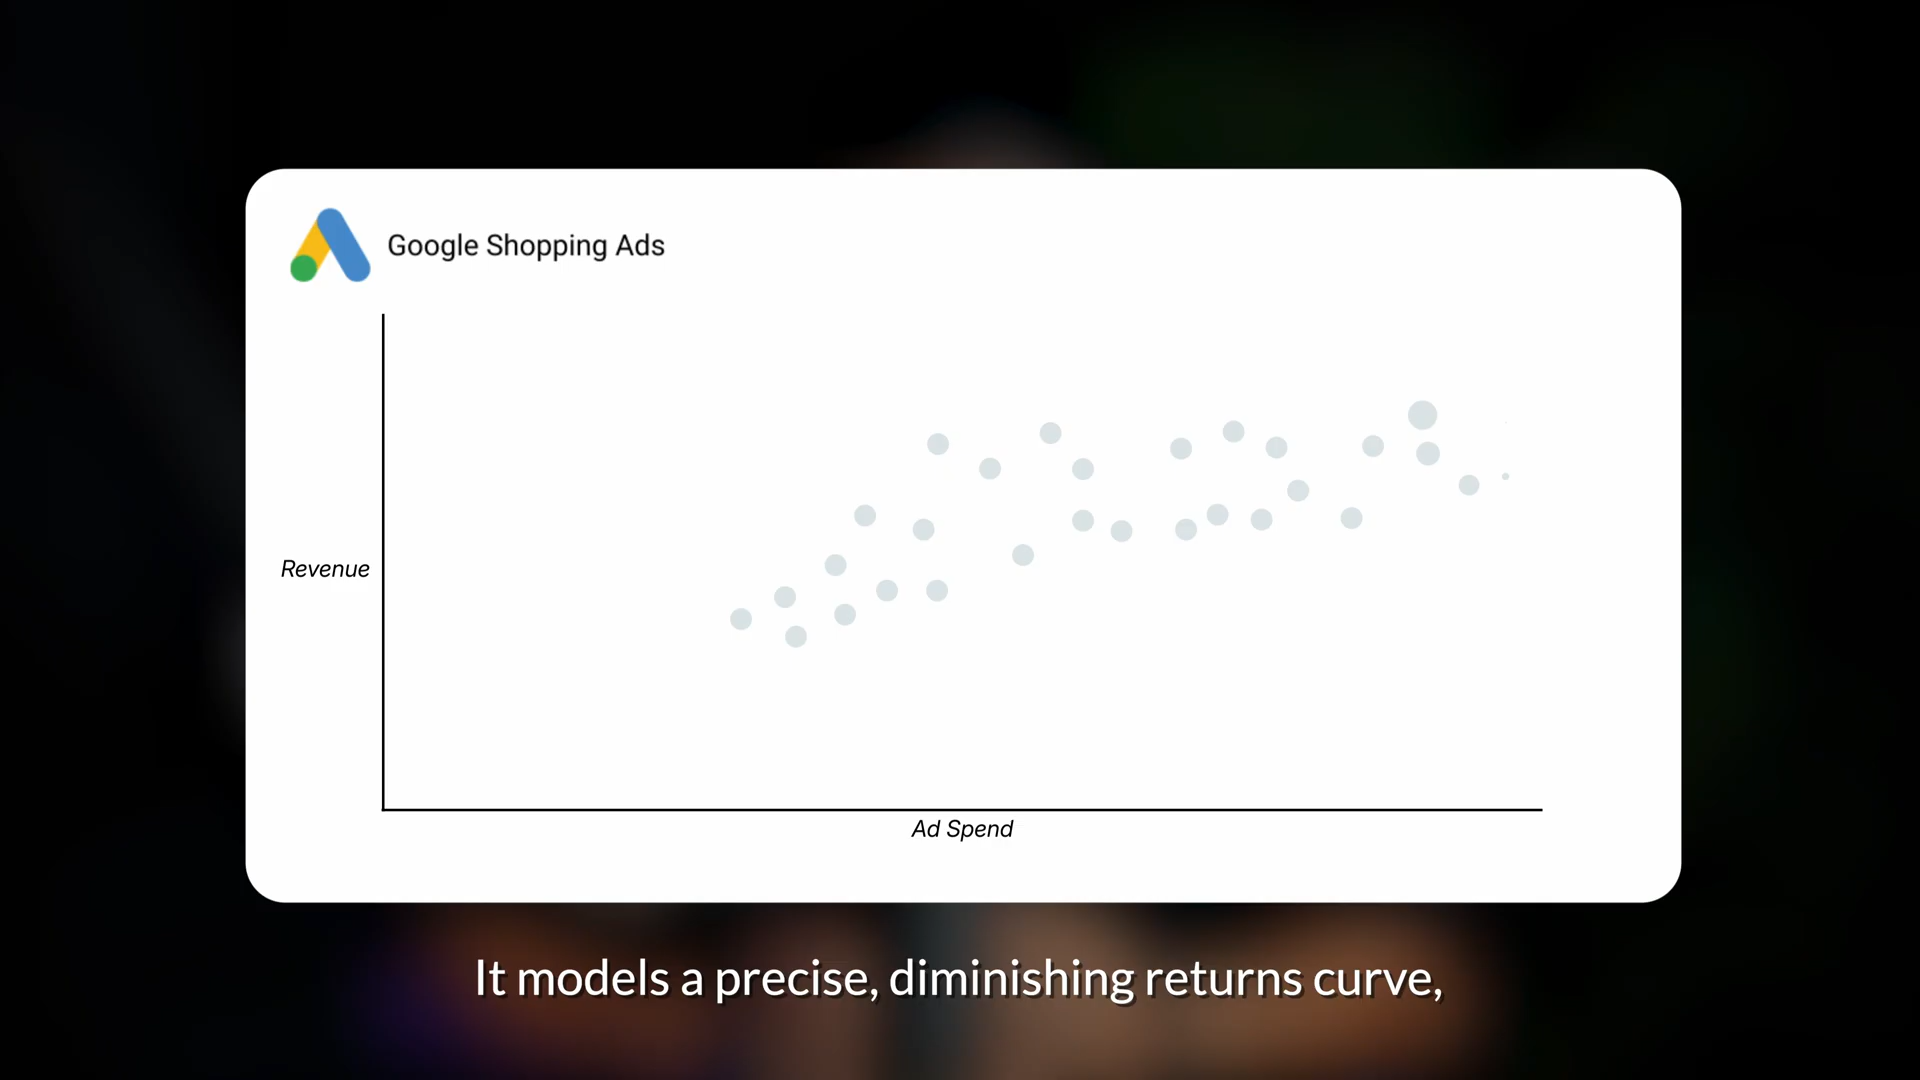 Google Shopping Ads
Revenue
Ad Spend
It models a precise, diminishing returns curve,